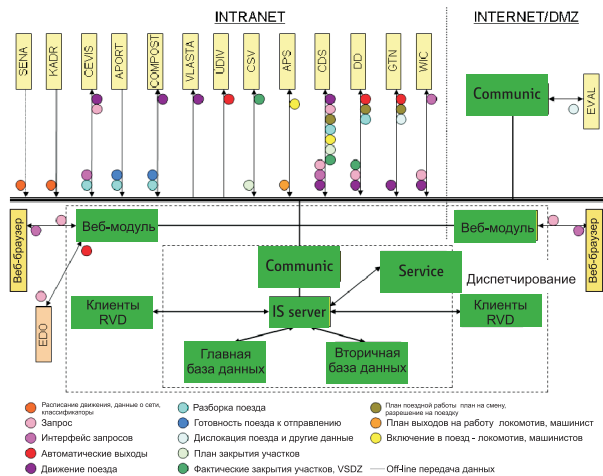 INTRANET
INTERNET/DMZ
SENA
KADR
CEVIS
APORT
COMPOST
VLASTA
UDIV
CSV
APS
CDS
DD
GTN
WIC
Communic
EVAL
Веб-браузер
Веб-модуль
Веб-модуль
Веб-браузер
Communic
Service
Диспетчирование
EDO
Клиенты
RVD
IS server
Клиенты
RVD
Главная
база данных
Вторичная
база данных
Расписание движения, данные о сети,
классификаторы
Запрос
Интерфейс запросов
Автоматические выходы
Движение поезда
Разборка поезда
Готовность поезда к отправлению
Дислокация поезда и другие данные
План закрытия участков
Фактические закрытия участков, VSDZ
План поездной работы план на смену,
разрешение на поездку
План выходов на работу локомотив, машинист
Включение в поезд - локомотив, машинистов
Off-line передача данных